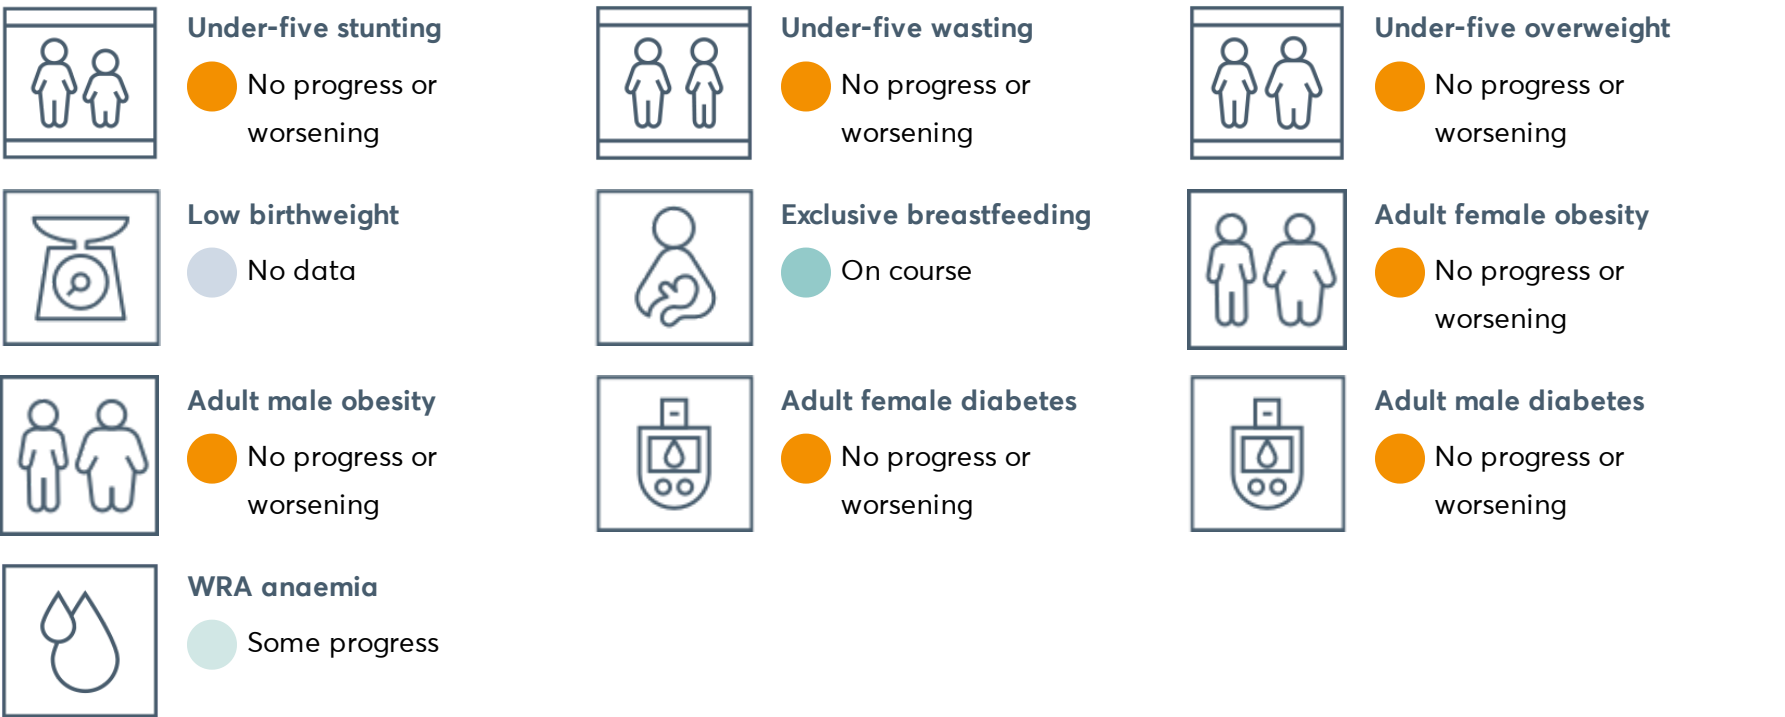 Under-five stunting
No progress or
worsening
Under-five wasting
No progress or
worsening
Under-five overweight
No progress or
worsening
Low birthweight
No data
Exclusive breastfeeding
On course
Adult female obesity
No progress or
worsening
Adult male obesity
No progress or
worsening
Adult female diabetes
No progress or
worsening
Adult male diabetes
No progress or
worsening
WRA anaemia
Some progress